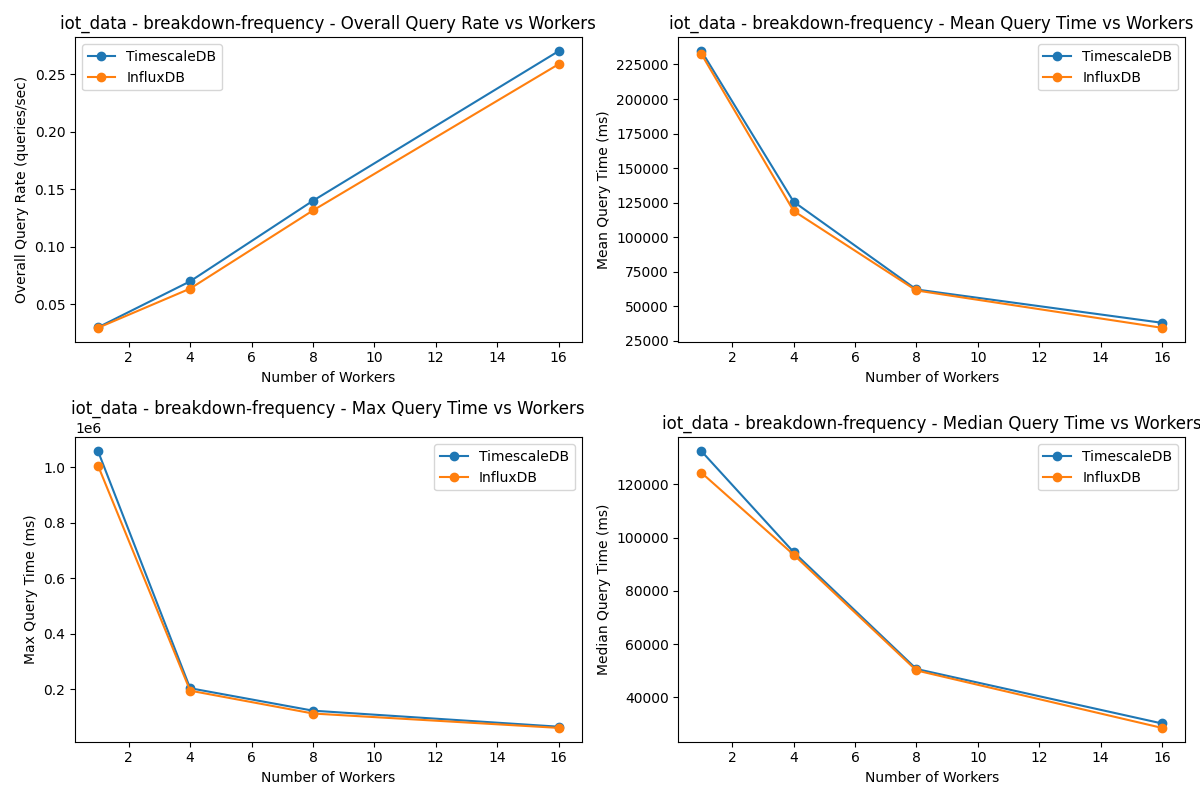 iot_data - breakdown-frequency - Overall Query Rate vs Workers
TimescaleDB
InfluxDB
0.25
0.20
0.15
0.10
0.05
Overall Query Rate (queries/sec)
2 4 6 8 10 12 14 16
Number of Workers
iot_data - breakdown-frequency - Mean Query Time vs Workers
TimescaleDB
InfluxDB
225000
200000
175000
150000
125000
100000
75000
50000
25000
Mean Query Time (ms)
2 4 6 8 10 12 14 16
Number of Workers
iot_data - breakdown-frequency - Max Query Time vs Workers
1e6
TimescaleDB
InfluxDB
1.0
0.8
0.6
0.4
0.2
Max Query Time (ms)
2 4 6 8 10 12 14 16
Number of Workers
iot_data - breakdown-frequency - Median Query Time vs Workers
TimescaleDB
InfluxDB
120000
100000
80000
60000
40000
Median Query Time (ms)
2 4 6 8 10 12 14 16
Number of Workers